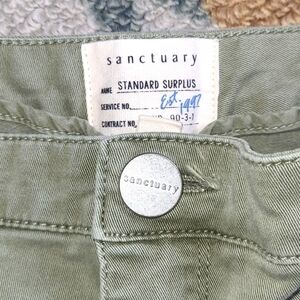 sanctuary
NAME STANDARD SURPLUS
SERVICE NO. Est. 1997
CONTRACT NO. 90-3-1
sanctuary